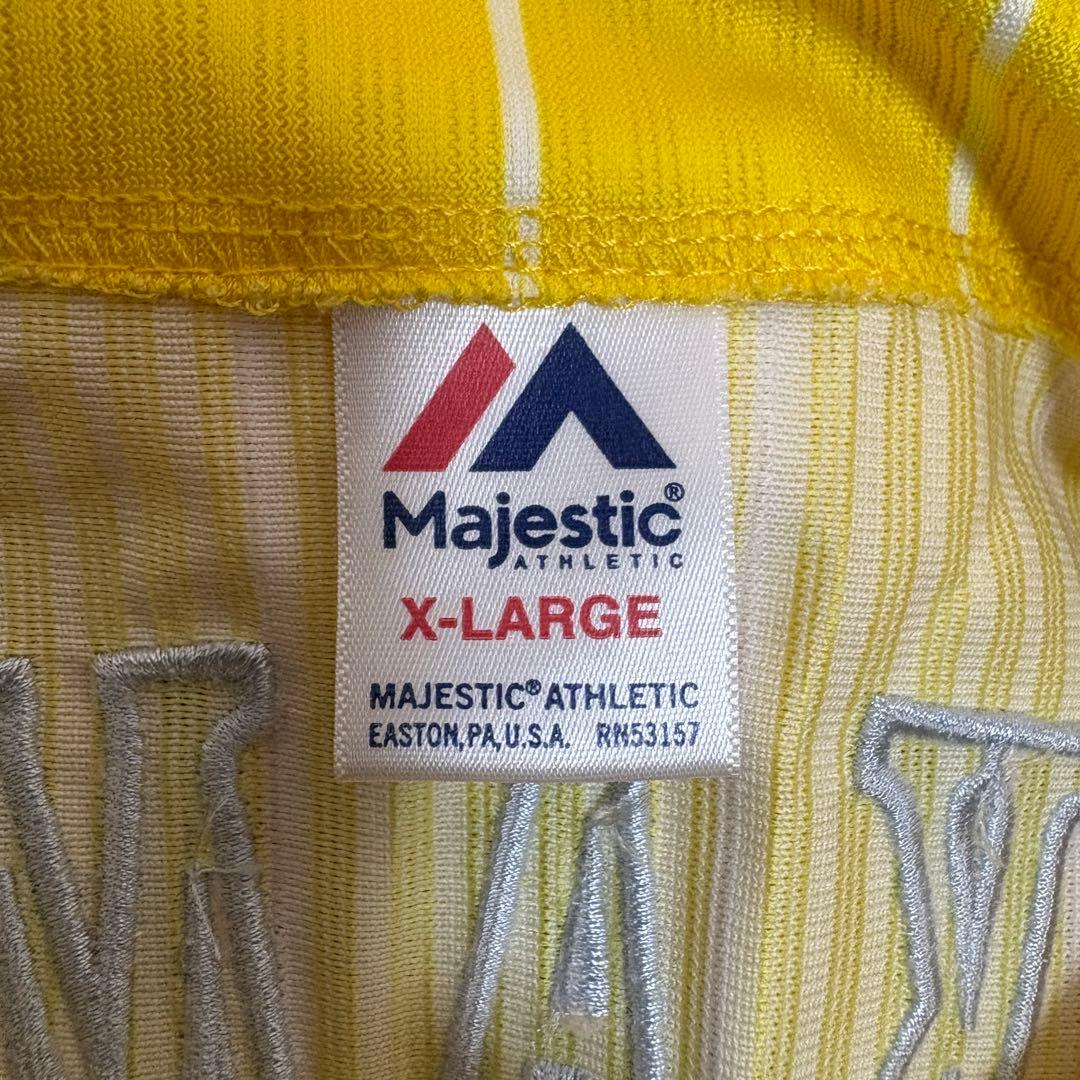 Majestic®
ATHLETIC
X-LARGE
MAJESTIC® ATHLETIC
EASTON, PA, U.S.A. RN53157